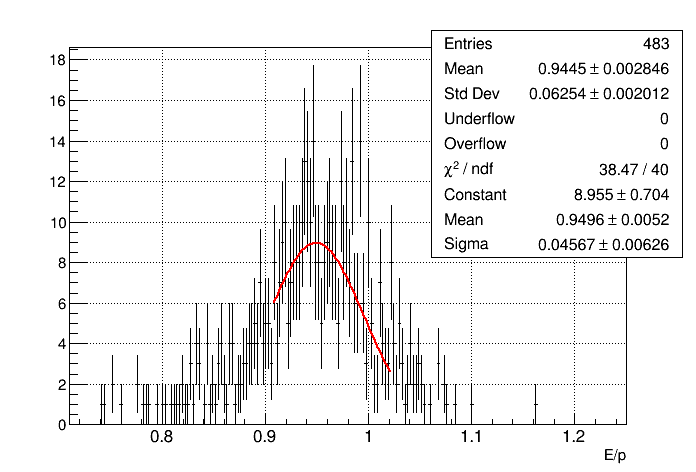 Entries 483
Mean 0.9445 ± 0.002846
Std Dev 0.06254 ± 0.002012
Underflow 0
Overflow 0
χ² / ndf 38.47 / 40
Constant 8.955 ± 0.704
Mean 0.9496 ± 0.0052
Sigma 0.04567 ± 0.00626
18
16
14
12
10
8
6
4
2
0
0.8 0.9 1 1.1 1.2
E/p